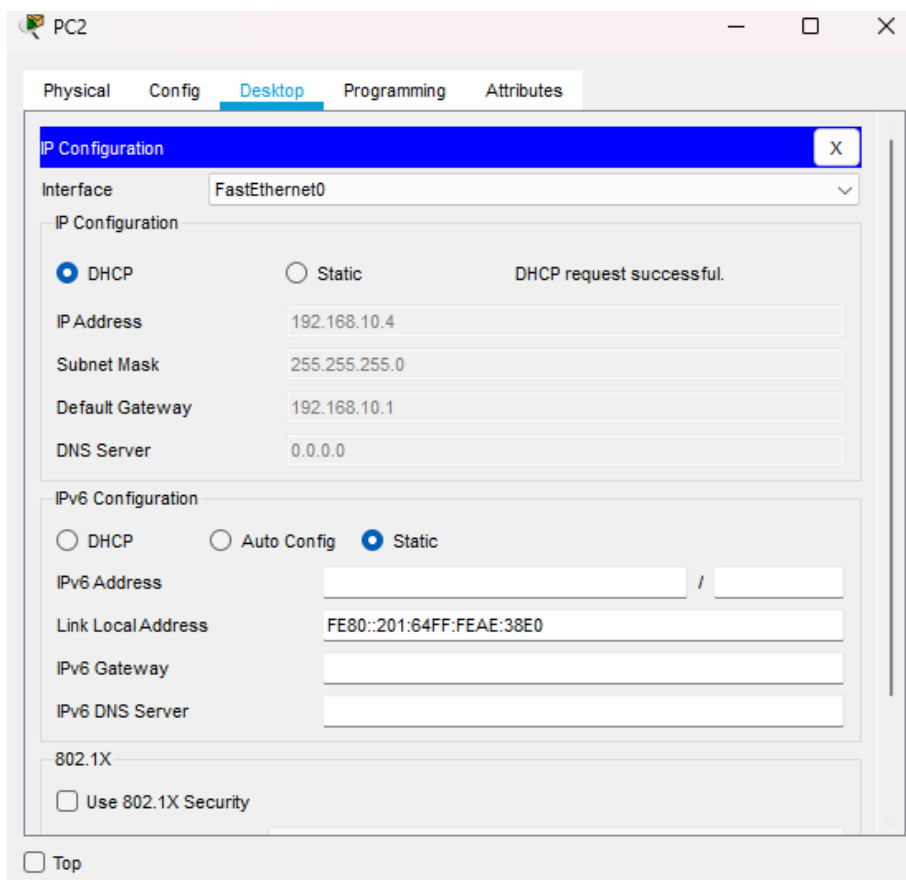 PC2
Physical Config Desktop Programming Attributes
IP Configuration X
Interface FastEthernet0
IP Configuration
DHCP Static DHCP request successful.
IP Address 192.168.10.4
Subnet Mask 255.255.255.0
Default Gateway 192.168.10.1
DNS Server 0.0.0.0
IPv6 Configuration
DHCP Auto Config Static
IPv6 Address /
Link Local Address FE80::201:64FF:FEAE:38E0
IPv6 Gateway
IPv6 DNS Server
802.1X
Use 802.1X Security
Top